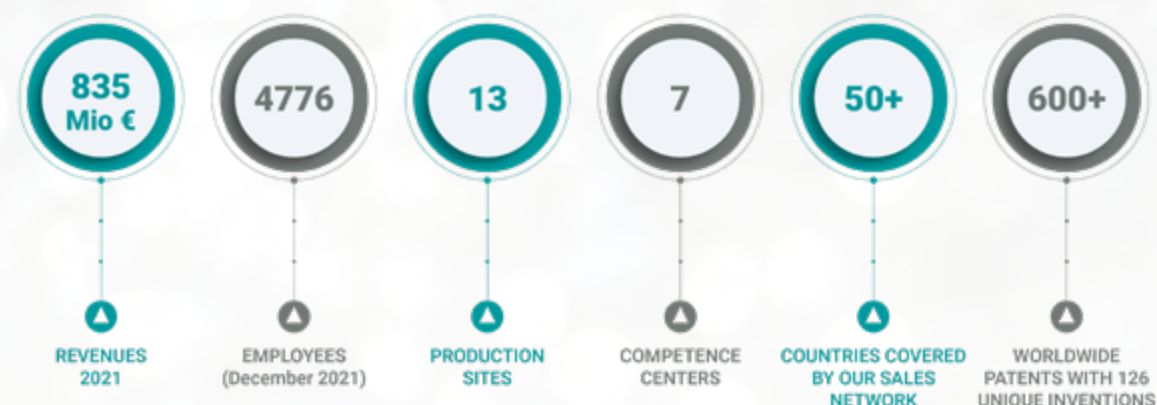 835
Mio €
4776
13
7
50+
600+
REVENUES
2021
EMPLOYEES
(December 2021)
PRODUCTION
SITES
COMPETENCE
CENTERS
COUNTRIES COVERED
BY OUR SALES
NETWORK
WORLDWIDE
PATENTS WITH 126
UNIQUE INVENTIONS